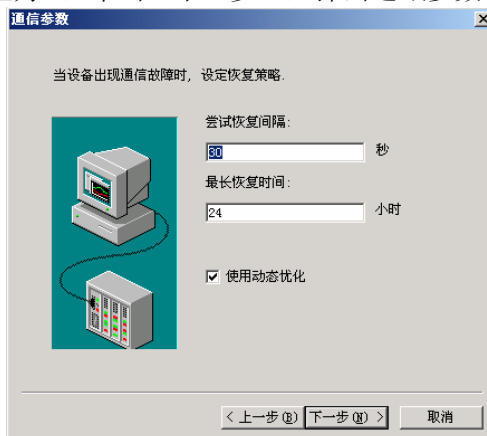 通信参数
当设备出现通信故障时，设定恢复策略.
尝试恢复间隔:
30 秒
最长恢复时间:
24 小时
使用动态优化
< 上一步(B) 下一步(N) > 取消